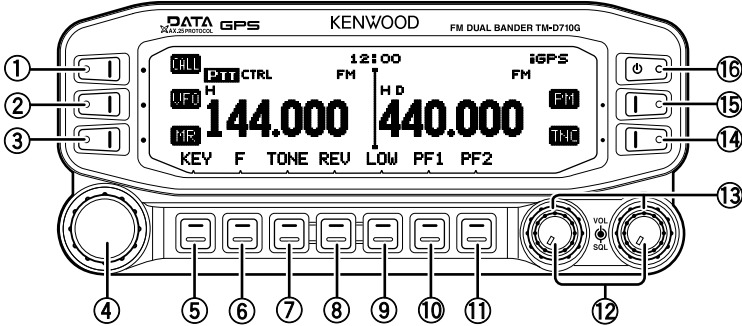 DATA GPS KENWOOD FM DUAL BANDER TM-D710G
AX.25 PROTOCOL
① CALL 12:00 iGPS ⑯
PTT CTRL FM FM
② VFO H H D PM ⑮
③ MR 144.000 440.000 TNC ⑭
KEY F TONE REV LOW PF1 PF2
⑬
VOL
SQL
④ ⑤ ⑥ ⑦ ⑧ ⑨ ⑩ ⑪ ⑫